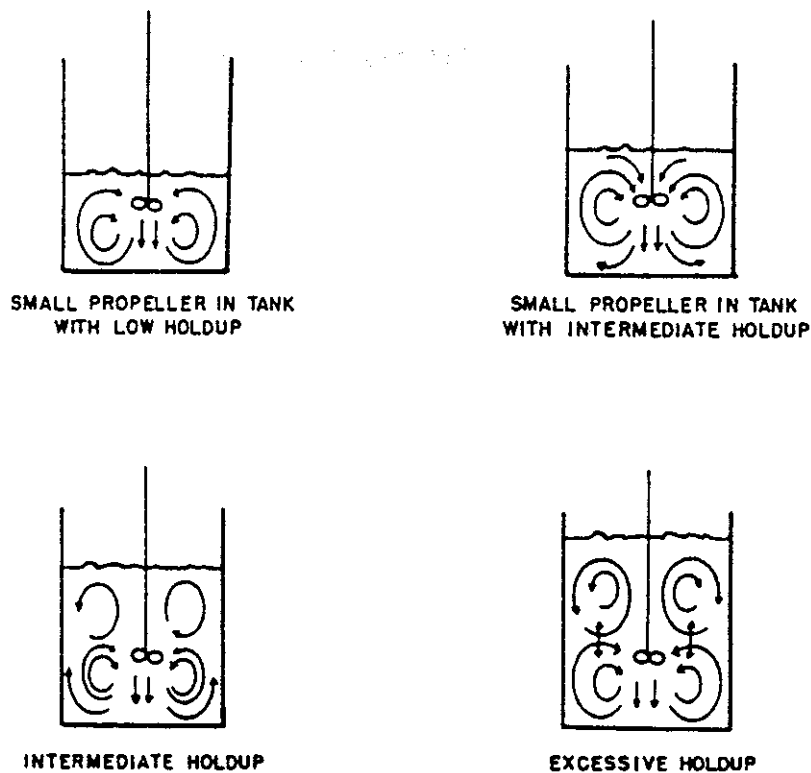 SMALL PROPELLER IN TANK
WITH LOW HOLDUP
SMALL PROPELLER IN TANK
WITH INTERMEDIATE HOLDUP
INTERMEDIATE HOLDUP
EXCESSIVE HOLDUP